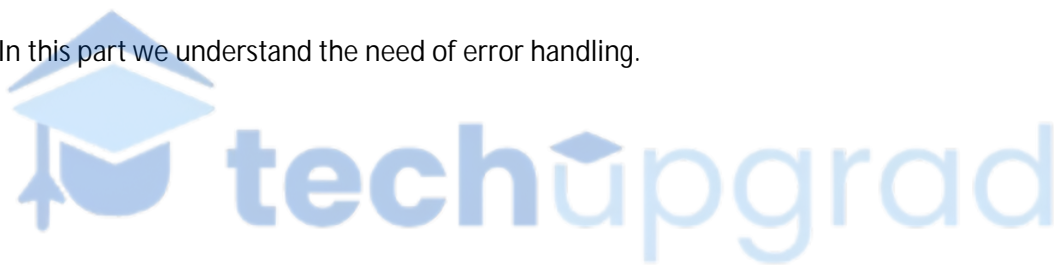 In this part we understand the need of error handling.
techupgrad